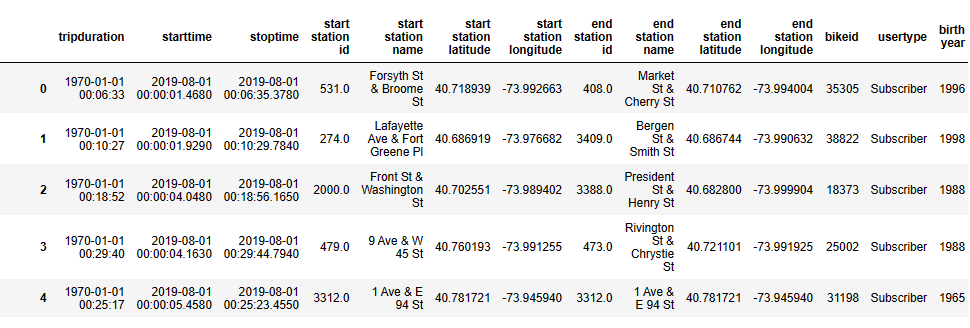 tripduration starttime stoptime start station id start station name start station latitude start station longitude end station id end station name end station latitude end station longitude bikeid usertype birth year
0 1970-01-01 00:06:33 2019-08-01 00:00:01.4680 2019-08-01 00:06:35.3780 531.0 Forsyth St & Broome St 40.718939 -73.992663 408.0 Market St & Cherry St 40.710762 -73.994004 35305 Subscriber 1996
1 1970-01-01 00:10:27 2019-08-01 00:00:01.9290 2019-08-01 00:10:29.7840 274.0 Lafayette Ave & Fort Greene Pl 40.686919 -73.976682 3409.0 Bergen St & Smith St 40.686744 -73.990632 38822 Subscriber 1998
2 1970-01-01 00:18:52 2019-08-01 00:00:04.0480 2019-08-01 00:18:56.1650 2000.0 Front St & Washington St 40.702551 -73.989402 3388.0 President St & Henry St 40.682800 -73.999904 18373 Subscriber 1988
3 1970-01-01 00:29:40 2019-08-01 00:00:04.1630 2019-08-01 00:29:44.7940 479.0 9 Ave & W 45 St 40.760193 -73.991255 473.0 Rivington St & Chrystie St 40.721101 -73.991925 25002 Subscriber 1988
4 1970-01-01 00:25:17 2019-08-01 00:00:05.4580 2019-08-01 00:25:23.4550 3312.0 1 Ave & E 94 St 40.781721 -73.945940 3312.0 1 Ave & E 94 St 40.781721 -73.945940 31198 Subscriber 1965